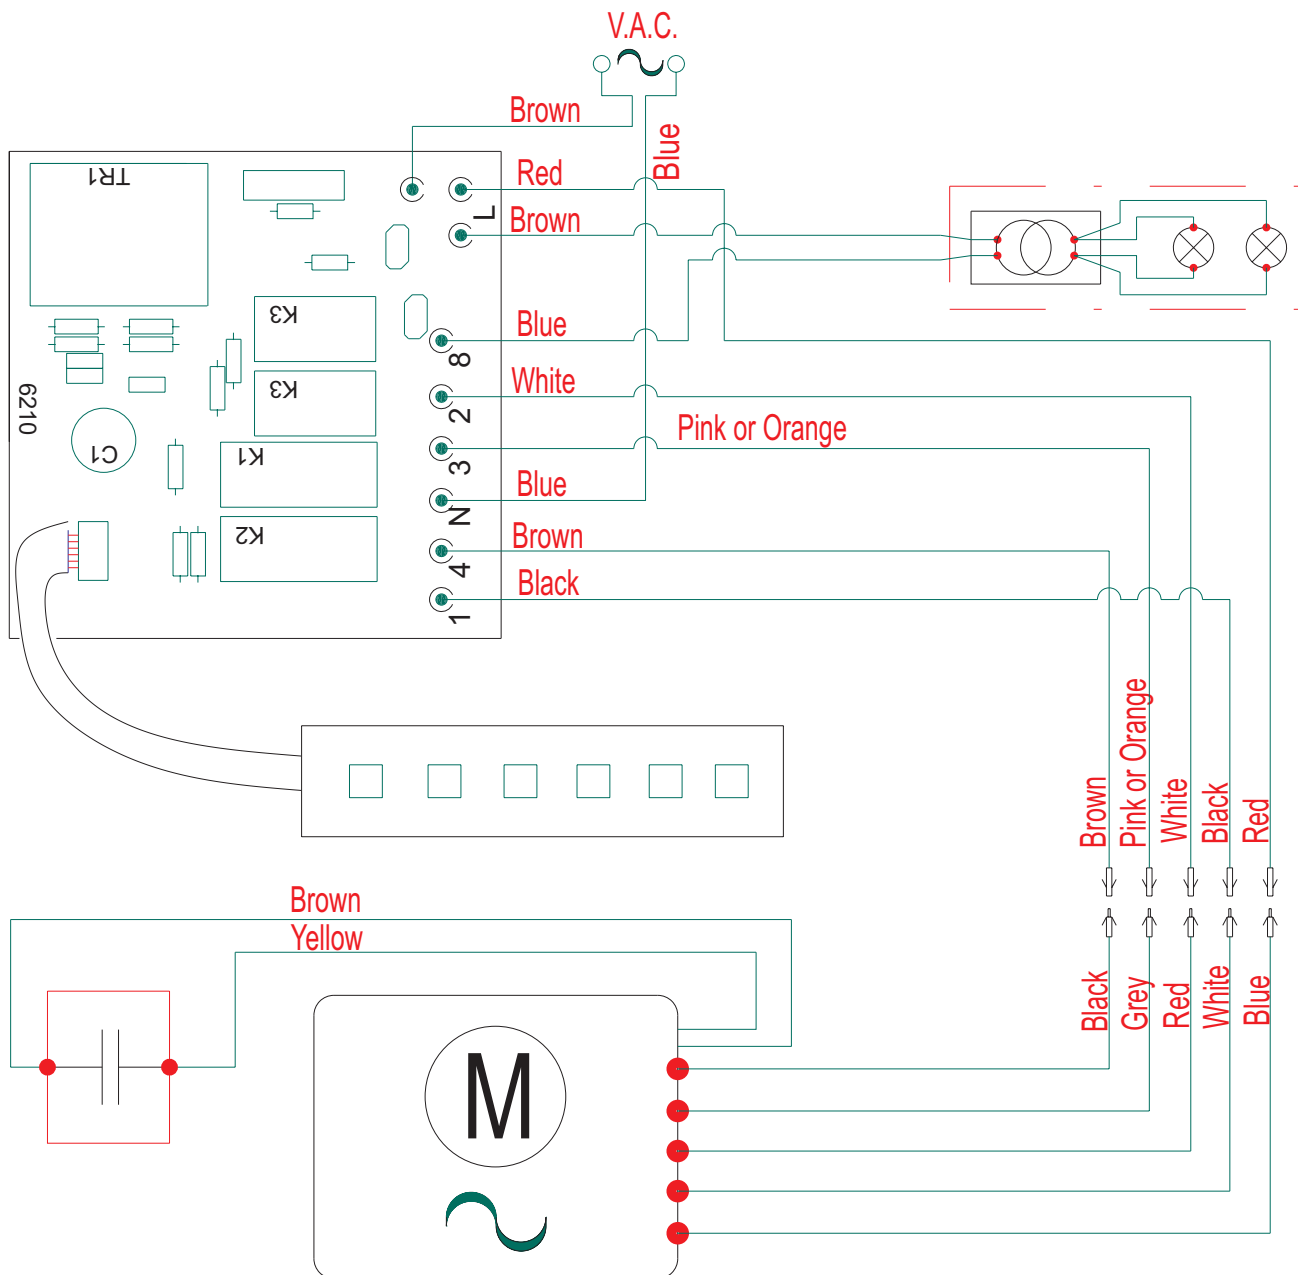 V.A.C.
Brown
Blue
TR1
Red
L
Brown
K3
Blue
8
K3
White
2
6210
C1
Pink or Orange
3
K1
Blue
N
K2
Brown
4
Black
1
Brown
Pink or Orange
White
Black
Red
Brown
Yellow
Black
Grey
Red
White
Blue
M